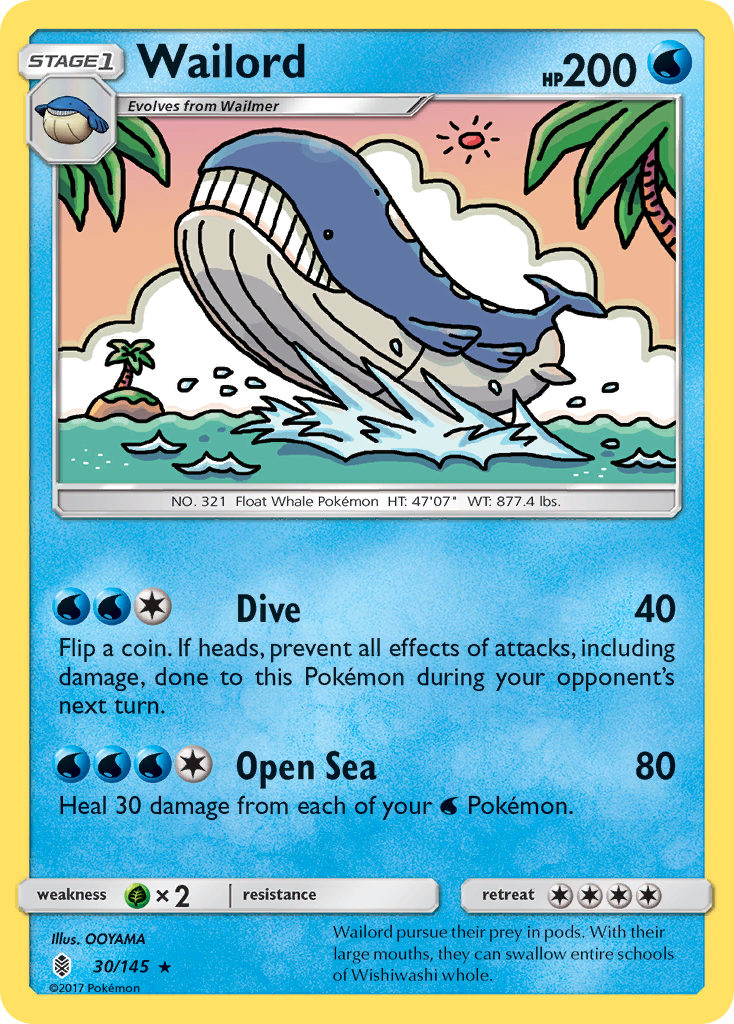 STAGE1 Wailord HP200
Evolves from Wailmer
NO. 321 Float Whale Pokémon HT: 47'07" WT: 877.4 lbs.
Dive 40
Flip a coin. If heads, prevent all effects of attacks, including
damage, done to this Pokémon during your opponent's
next turn.
Open Sea 80
Heal 30 damage from each of your Pokémon.
weakness ×2 resistance retreat
Illus. OOYAMA
30/145 ★
©2017 Pokémon
Wailord pursue their prey in pods. With their
large mouths, they can swallow entire schools
of Wishiwashi whole.